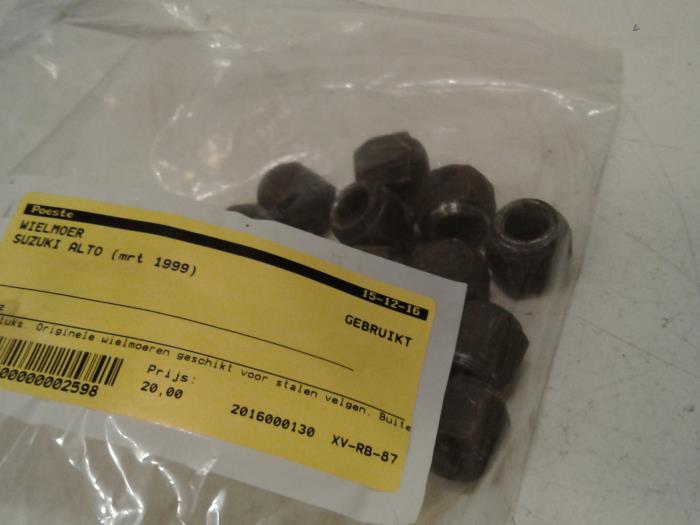 Poeste
15-12-16
WIELMOER
SUZUKI ALTO (mrt 1999)
GEBRUIKT
z
tuks. Originele wielmoeren geschikt voor stalen velgen. Buite
Prijs:
20,00
00000002598
2016000130 XV-RB-87